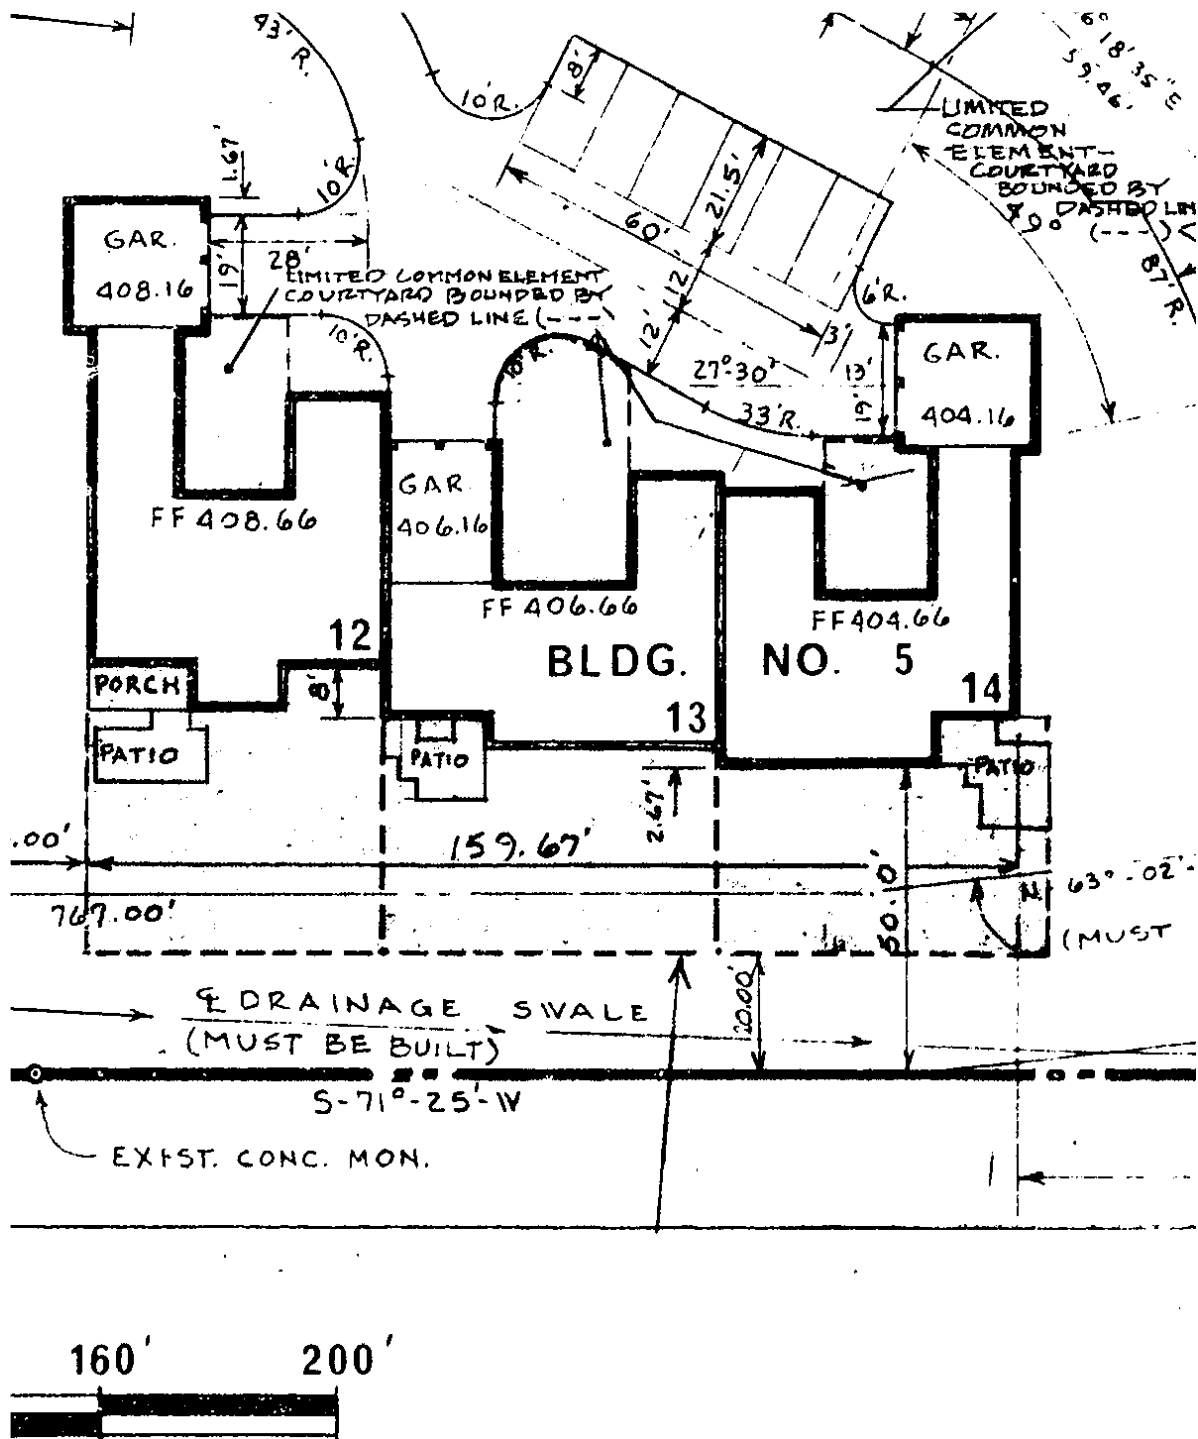 93' R.
10'R.
8'
6° 18' 35" E
59.46'
LIMITED
COMMON
ELEMENT-
COURTYARD
BOUNDED BY
DASHED LIN
(---)
87' R.
1.67'
10'R.
GAR.
408.16
19'
28'
LIMITED COMMON ELEMENT
COURTYARD BOUNDED BY
DASHED LINE (---)
10'R.
21.5'
60'
12'
12'
6'R.
3'
27°-30'
13'
19'
33'R.
GAR.
404.16
GAR.
406.16
FF 408.66
FF 406.66
FF 404.66
12
BLDG. NO. 5
13
14
PORCH
8'
PATIO
PATIO
PATIO
2.67'
.00'
159.67'
50.0'
767.00'
N. 63°-02'-
(MUST
℄ DRAINAGE SWALE
(MUST BE BUILT)
20.00'
S-71°-25'-W
EXIST. CONC. MON.
160' 200'